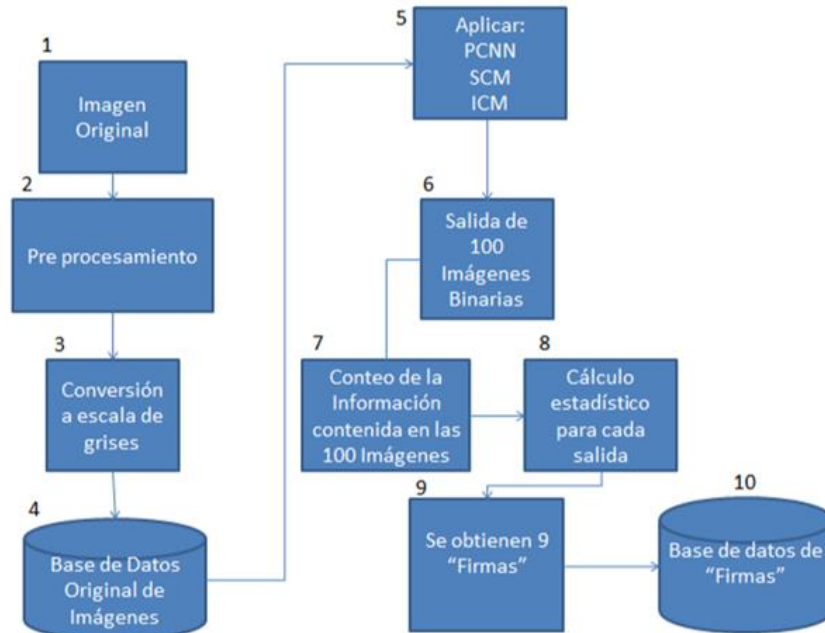 1
Imagen
Original
2
Pre procesamiento
3
Conversión
a escala de
grises
4
Base de Datos
Original de
Imágenes
5
Aplicar:
PCNN
SCM
ICM
6
Salida de
100
Imágenes
Binarias
7
Conteo de la
Información
contenida en las
100 Imágenes
8
Cálculo
estadístico
para cada
salida
9
Se obtienen 9
“Firmas”
10
Base de datos de
“Firmas”